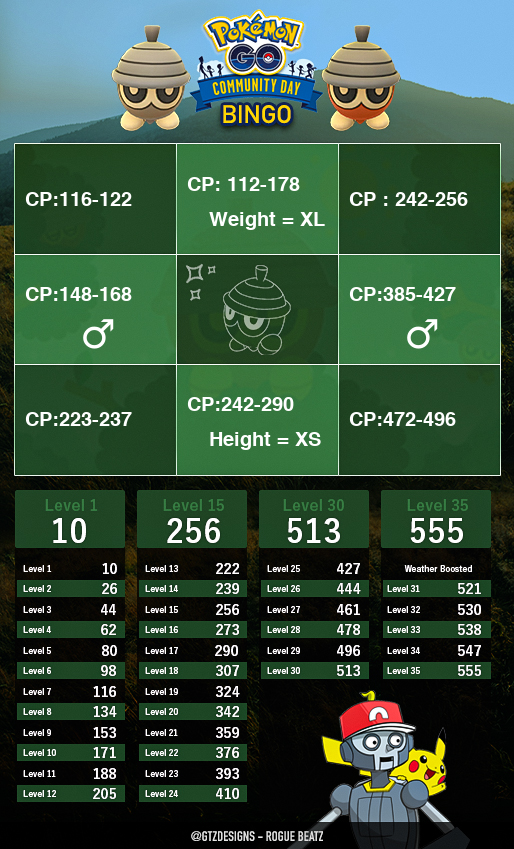 POKÉMON
GO
COMMUNITY DAY
BINGO
CP:116-122
CP: 112-178
Weight = XL
CP : 242-256
CP:148-168
♂
CP:385-427
♂
CP:223-237
CP:242-290
Height = XS
CP:472-496
Level 1
10
Level 15
256
Level 30
513
Level 35
555
Level 1 10
Level 2 26
Level 3 44
Level 4 62
Level 5 80
Level 6 98
Level 7 116
Level 8 134
Level 9 153
Level 10 171
Level 11 188
Level 12 205
Level 13 222
Level 14 239
Level 15 256
Level 16 273
Level 17 290
Level 18 307
Level 19 324
Level 20 342
Level 21 359
Level 22 376
Level 23 393
Level 24 410
Level 25 427
Level 26 444
Level 27 461
Level 28 478
Level 29 496
Level 30 513
Weather Boosted
Level 31 521
Level 32 530
Level 33 538
Level 34 547
Level 35 555
@GTZDESIGNS – ROGUE BEATZ